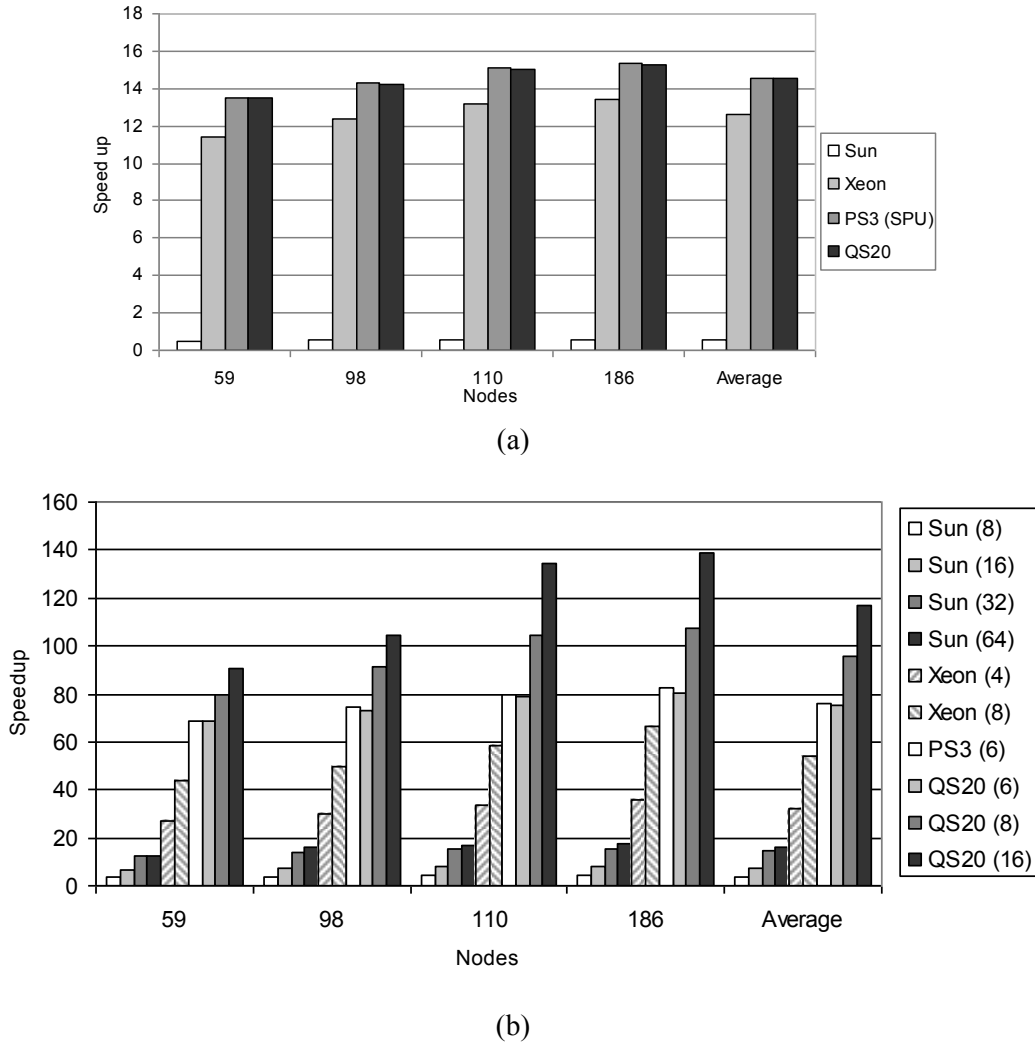 18
16
14
12
10
8
6
4
2
0
Speed up
59 98 110 186 Average
Nodes
Sun
Xeon
PS3 (SPU)
QS20
(a)
160
140
120
100
80
60
40
20
0
Speedup
59 98 110 186 Average
Nodes
Sun (8)
Sun (16)
Sun (32)
Sun (64)
Xeon (4)
Xeon (8)
PS3 (6)
QS20 (6)
QS20 (8)
QS20 (16)
(b)